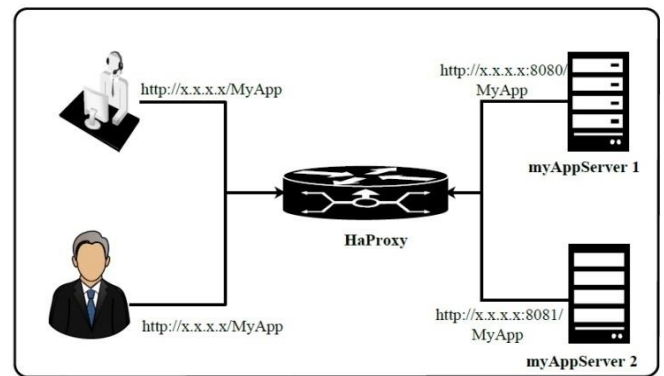 http://x.x.x.x/MyApp
http://x.x.x.x:8080/
MyApp
myAppServer 1
HaProxy
http://x.x.x.x/MyApp
http://x.x.x.x:8081/
MyApp
myAppServer 2